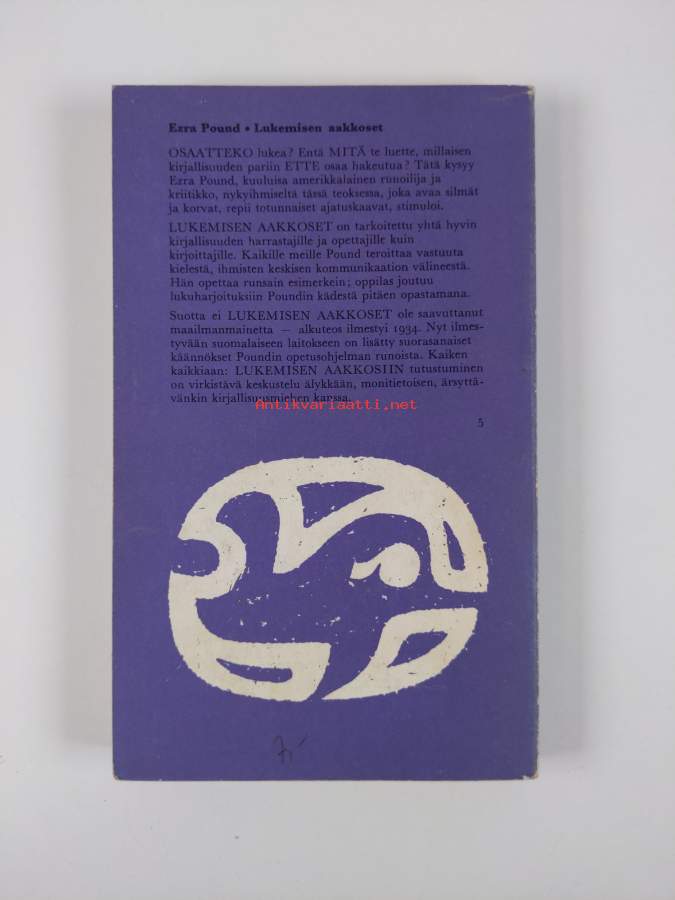 Ezra Pound • Lukemisen aakkoset
OSAATTEKO lukea? Entä MITÄ te luette, millaisen
kirjallisuuden pariin ETTE osaa hakeutua? Tätä kysyy
Ezra Pound, kuuluisa amerikkalainen runoilija ja
kriitikko, nykyihmiseltä tässä teoksessa, joka avaa silmät
ja korvat, repii totunnaiset ajatuskaavat, stimuloi.
LUKEMISEN AAKKOSET on tarkoitettu yhtä hyvin
kirjallisuuden harrastajille ja opettajille kuin
kirjoittajille. Kaikille meille Pound teroittaa vastuuta
kielestä, ihmisten keskisen kommunikaation välineestä.
Hän opettaa runsain esimerkein; oppilas joutuu
lukuharjoituksiin Poundin kädestä pitäen opastamana.
Suotta ei LUKEMISEN AAKKOSET ole saavuttanut
maailmanmainetta — alkuteos ilmestyi 1934. Nyt ilmes-
tyvään suomalaiseen laitokseen on lisätty suorasanaiset
käännökset Poundin opetusohjelman runoista. Kaiken
kaikkiaan: LUKEMISEN AAKKOSIIN tutustuminen
on virkistävä keskustelu älykkään, monitietoisen, ärsyttä-
vänkin kirjallisuusmiehen kanssa.
Antikvariaatti.net
5
7,-